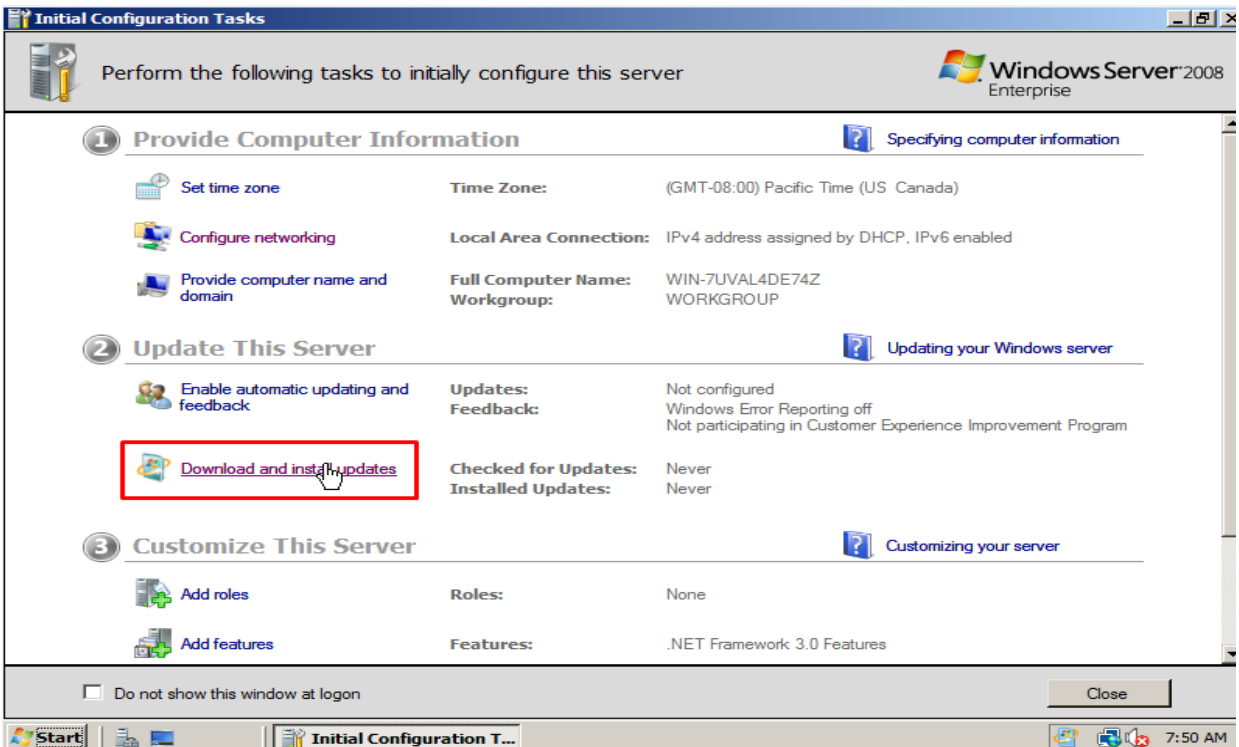 Initial Configuration Tasks
Perform the following tasks to initially configure this server
Windows Server 2008
Enterprise
1 Provide Computer Information
Specifying computer information
Set time zone
Time Zone: (GMT-08:00) Pacific Time (US Canada)
Configure networking
Local Area Connection: IPv4 address assigned by DHCP, IPv6 enabled
Provide computer name and domain
Full Computer Name: WIN-7UVAL4DE74Z
Workgroup: WORKGROUP
2 Update This Server
Updating your Windows server
Enable automatic updating and feedback
Updates: Not configured
Feedback: Windows Error Reporting off
Not participating in Customer Experience Improvement Program
Download and install updates
Checked for Updates: Never
Installed Updates: Never
3 Customize This Server
Customizing your server
Add roles
Roles: None
Add features
Features: .NET Framework 3.0 Features
Do not show this window at logon
Close
Start
Initial Configuration T...
7:50 AM